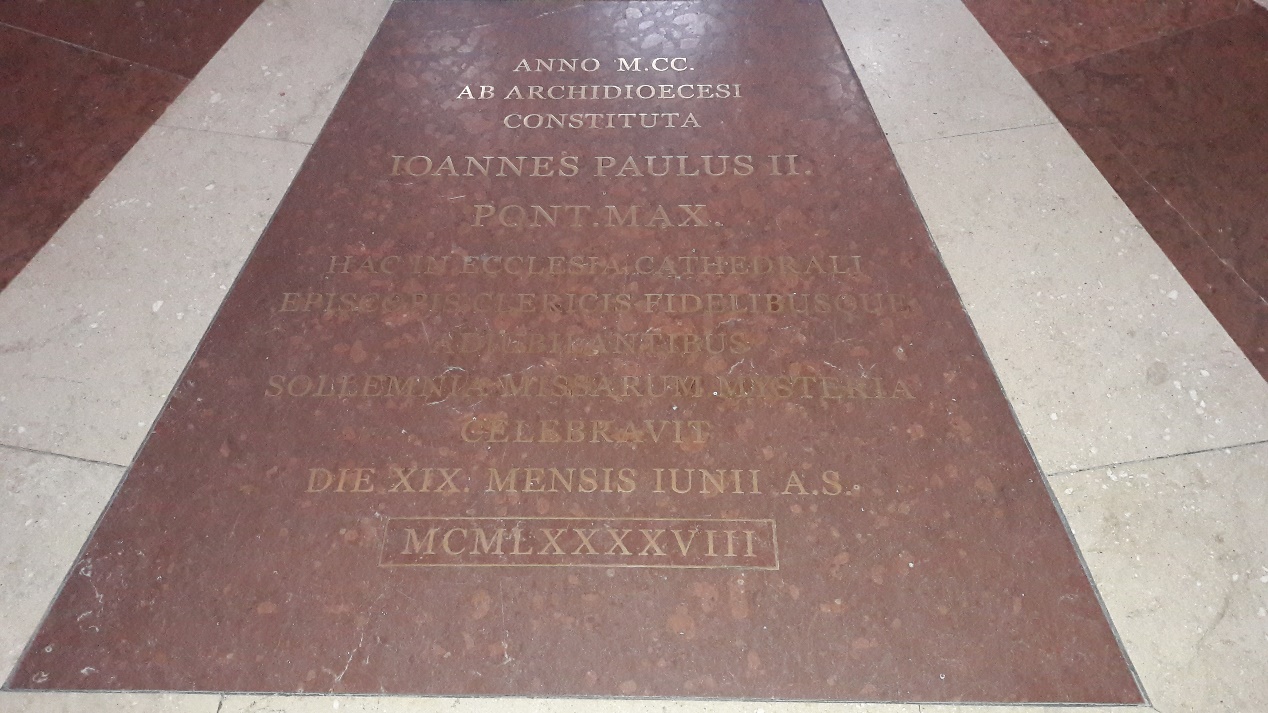 ANNO M.CC.
AB ARCHIDIOECESI
CONSTITUTA
IOANNES PAULUS II.
PONT. MAX.
HAC IN ECCLESIA CATHEDRALI
EPISCOPIS CLERICIS FIDELIBUSQUE
ADIUBILANTIBUS
SOLLEMNIA MISSARUM MYSTERIA
CELEBRAVIT
DIE XIX. MENSIS IUNII A.S.
MCMLXXXXVIII